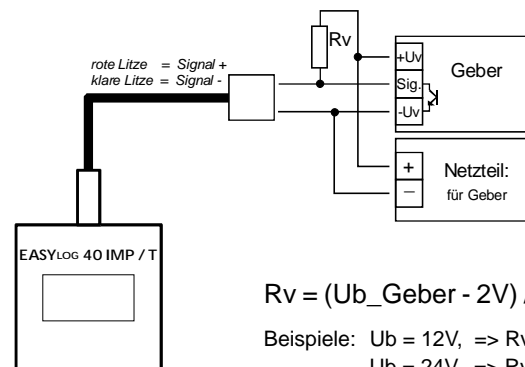 rote Litze = Signal +
klare Litze = Signal -
Rv
+Uv
Sig.
-Uv
Geber
+
–
Netzteil:
für Geber
EASYLOG 40 IMP / T
Rv = (Ub_Geber - 2V) /
Beispiele: Ub = 12V, => Rv
Ub = 24V, => Rv